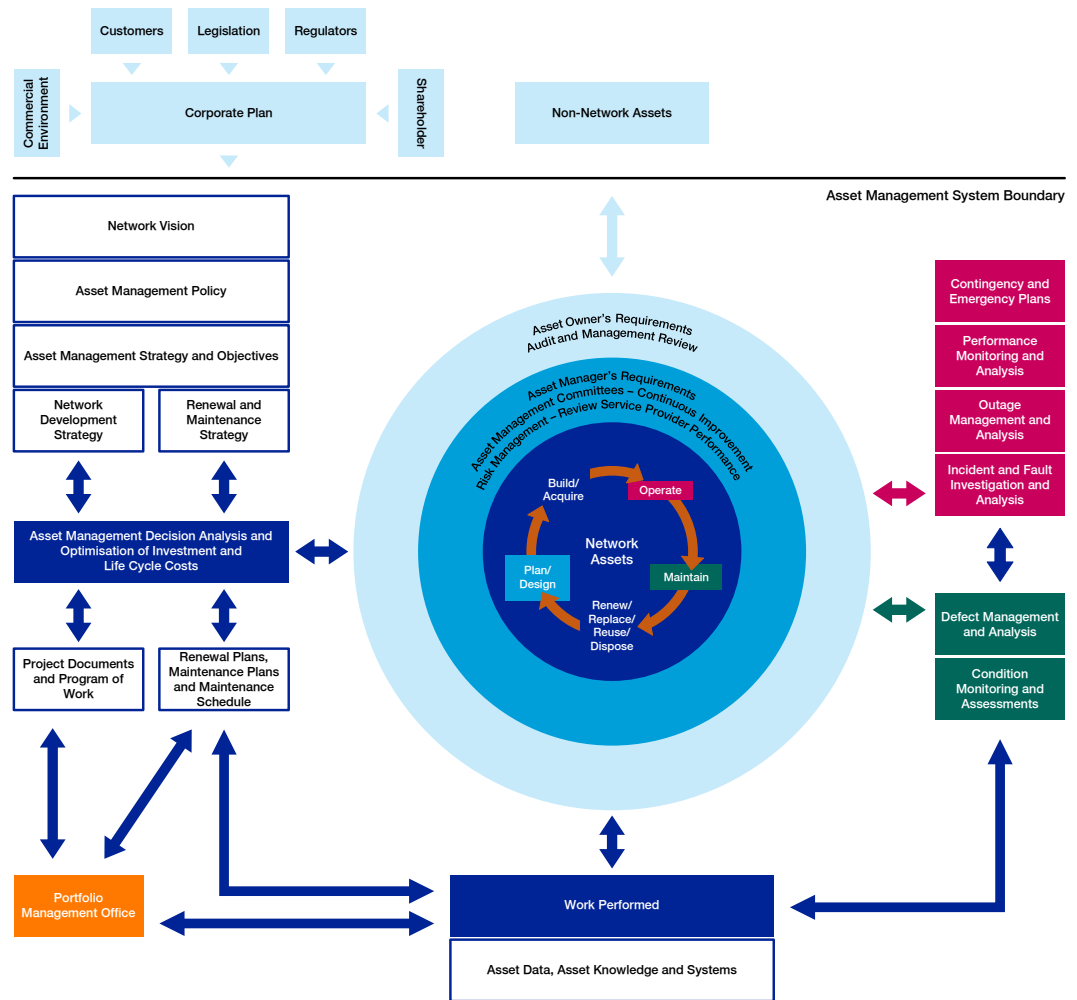 Customers
Legislation
Regulators
Commercial
Environment
Corporate Plan
Shareholder
Non-Network Assets
Asset Management System Boundary
Network Vision
Asset Management Policy
Asset Management Strategy and Objectives
Network
Development
Strategy
Renewal and
Maintenance
Strategy
Asset Management Decision Analysis and
Optimisation of Investment and
Life Cycle Costs
Project Documents
and Program of
Work
Renewal Plans,
Maintenance Plans
and Maintenance
Schedule
Portfolio
Management Office
Asset Owner's Requirements
Audit and Management Review
Asset Manager's Requirements
Asset Management Committees – Continuous Improvement
Risk Management – Review Service Provider Performance
Build/
Acquire
Operate
Network
Assets
Plan/
Design
Maintain
Renew/
Replace/
Reuse/
Dispose
Contingency and
Emergency Plans
Performance
Monitoring and
Analysis
Outage
Management and
Analysis
Incident and Fault
Investigation and
Analysis
Defect Management
and Analysis
Condition
Monitoring and
Assessments
Work Performed
Asset Data, Asset Knowledge and Systems